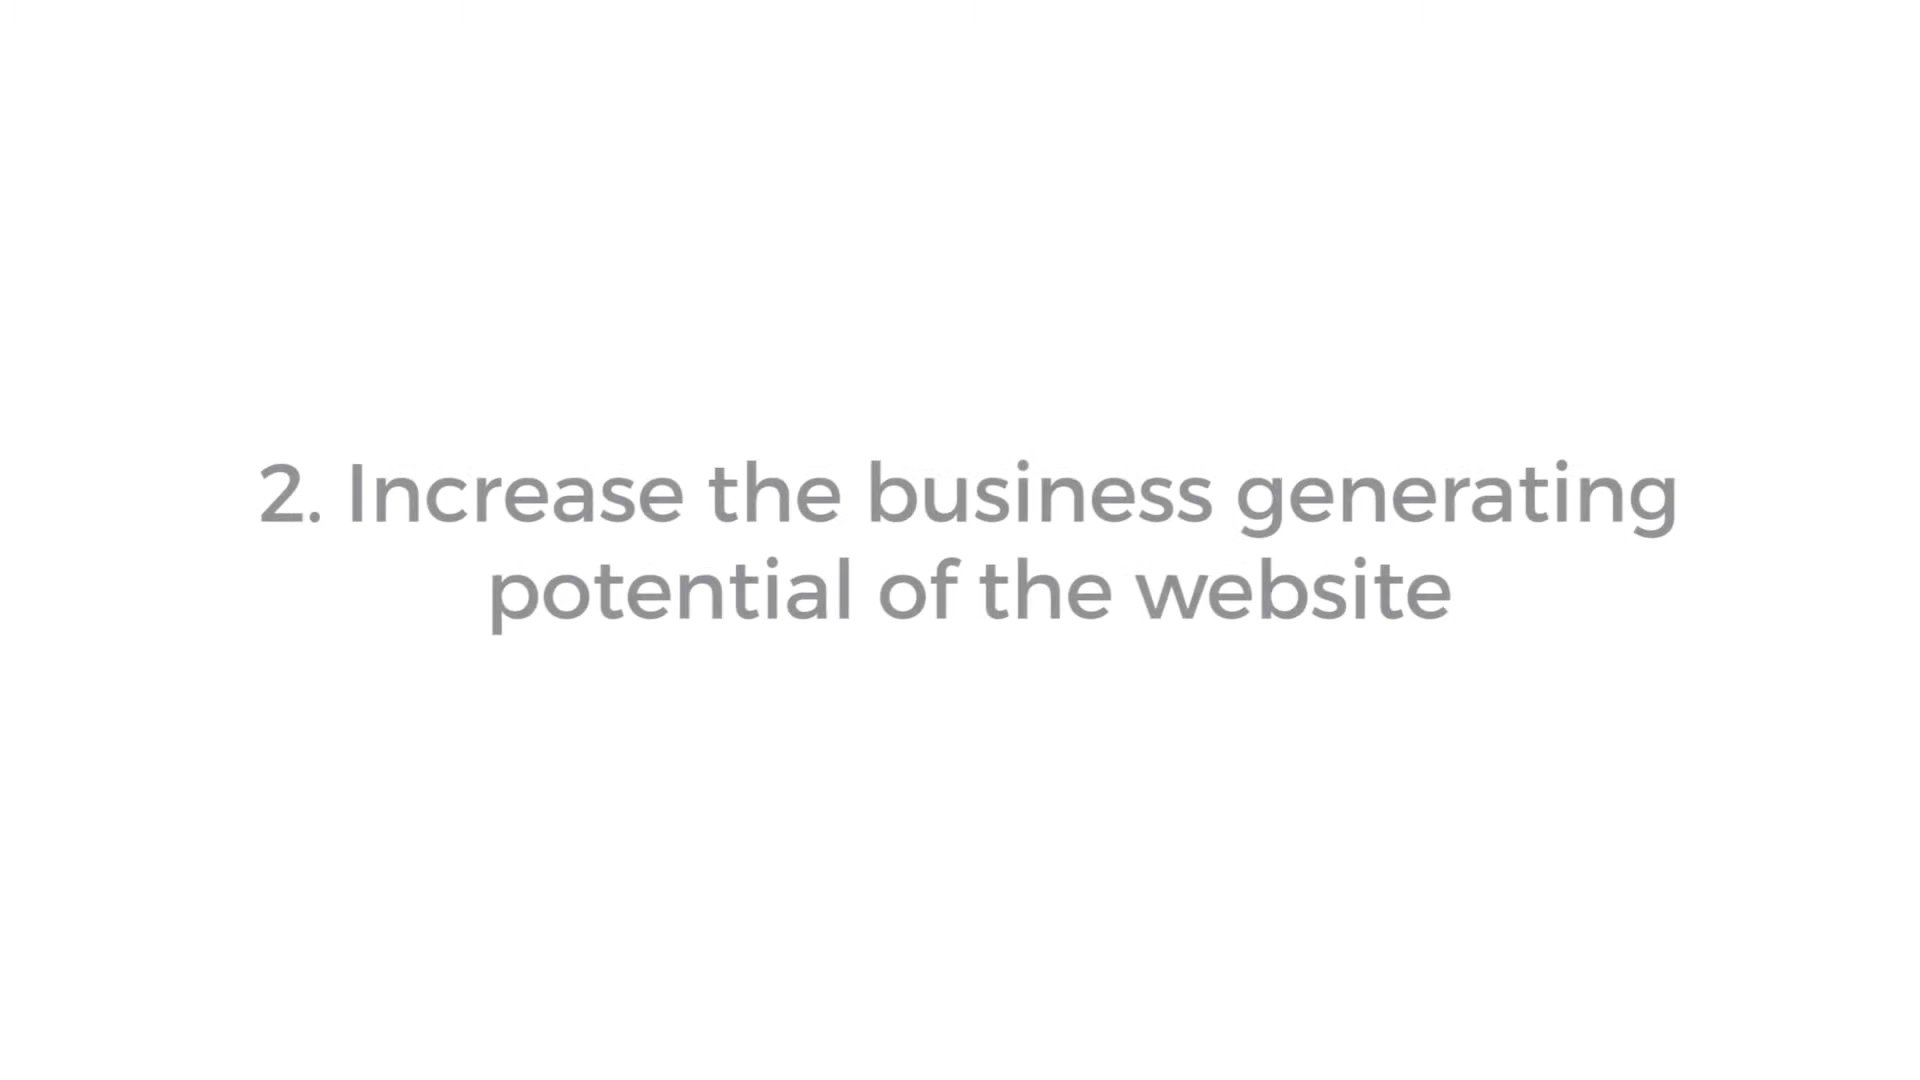 2. Increase the business generating
potential of the website